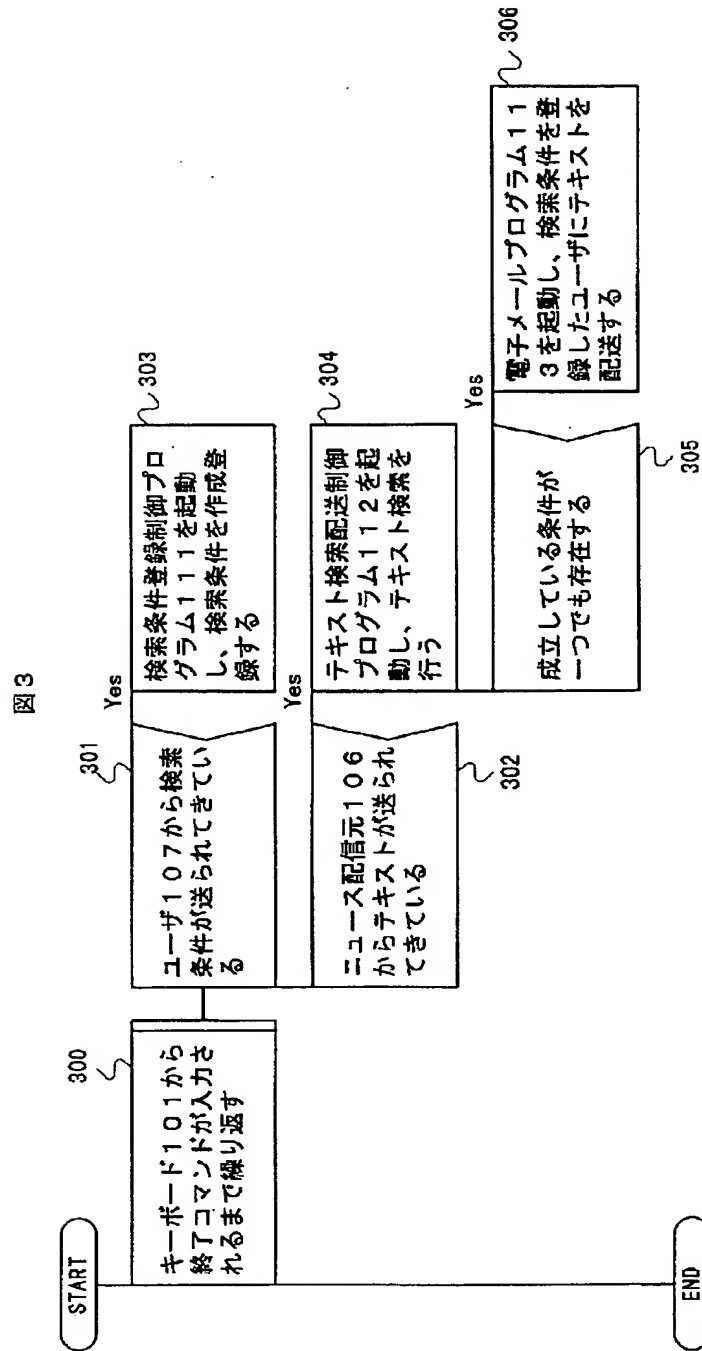 図3
START
300
キーボード101から
終了コマンドが入力さ
れるまで繰り返す
301
ユーザ107から検索
条件が送られてきてい
る
Yes
303
検索条件登録制御プロ
グラム111を起動
し、検索条件を作成登
録する
ニュース配信元106
からテキストが送られ
てきている
302
Yes
304
テキスト検索配送制御
プログラム112を起
動し、テキスト検索を
行う
成立している条件が
一つでも存在する
305
Yes
306
電子メールプログラム11
3を起動し、検索条件を登
録したユーザにテキストを
配送する
END